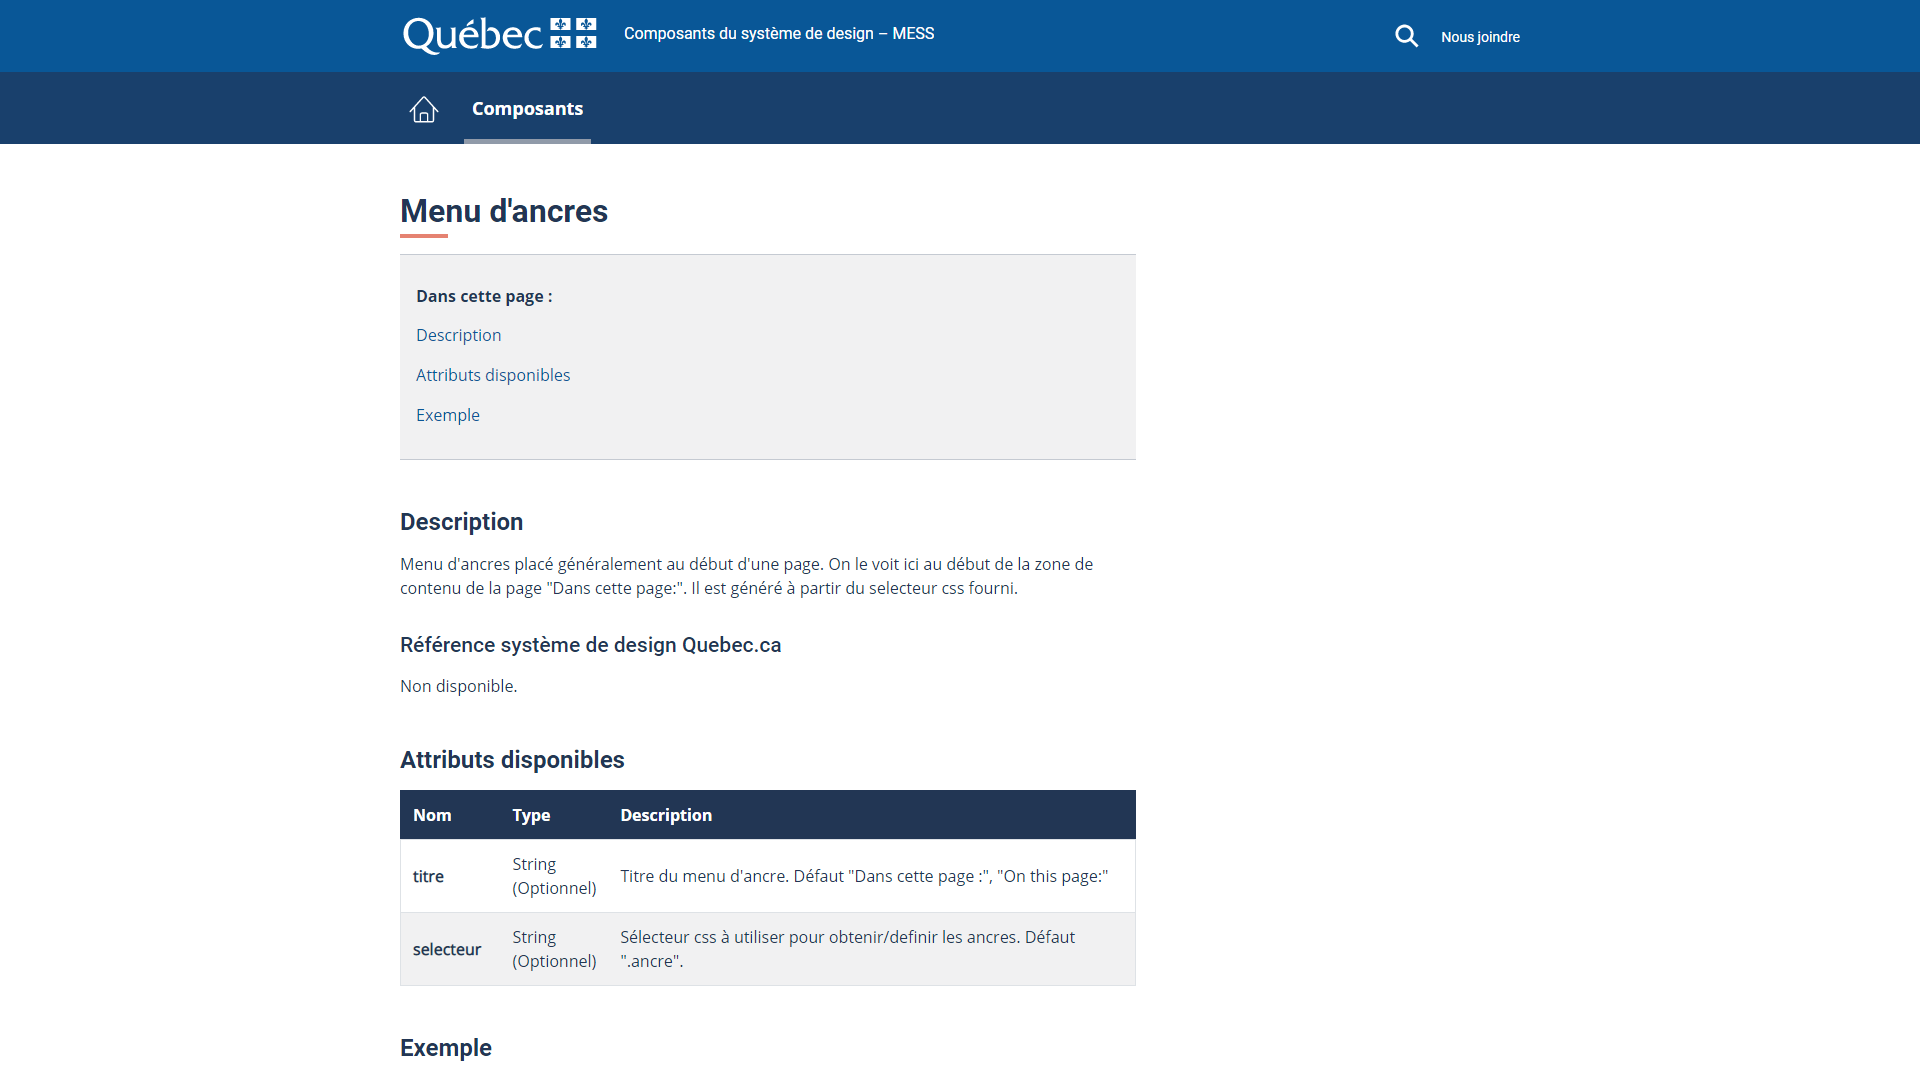 Québec
Composants du système de design – MESS
Nous joindre
Composants
Menu d'ancres
Dans cette page :
Description
Attributs disponibles
Exemple
Description
Menu d'ancres placé généralement au début d'une page. On le voit ici au début de la zone de
contenu de la page "Dans cette page:". Il est généré à partir du selecteur css fourni.
Référence système de design Quebec.ca
Non disponible.
Attributs disponibles
Nom Type Description
titre String (Optionnel) Titre du menu d'ancre. Défaut "Dans cette page :", "On this page:"
selecteur String (Optionnel) Sélecteur css à utiliser pour obtenir/definir les ancres. Défaut
".ancre".
Exemple